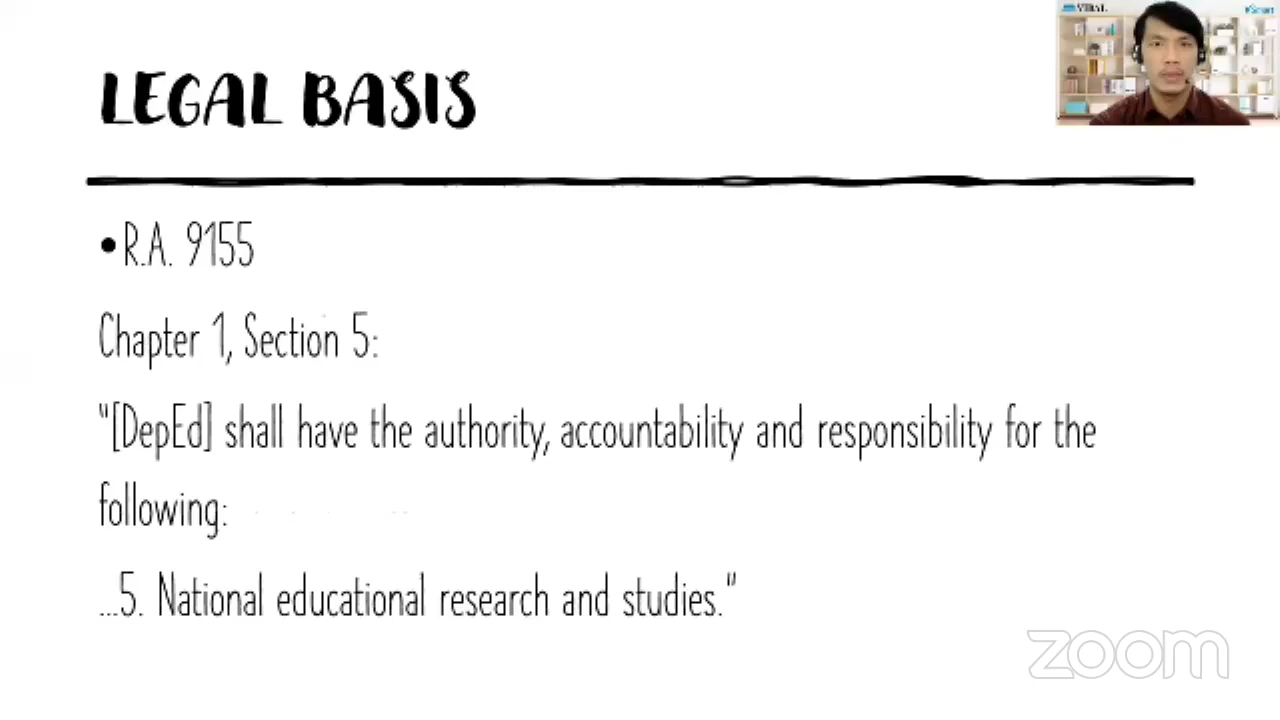 LEGAL BASIS
•R.A. 9155
Chapter 1, Section 5:
"[DepEd] shall have the authority, accountability and responsibility for the
following:
...5. National educational research and studies."
VIBAL
zoom